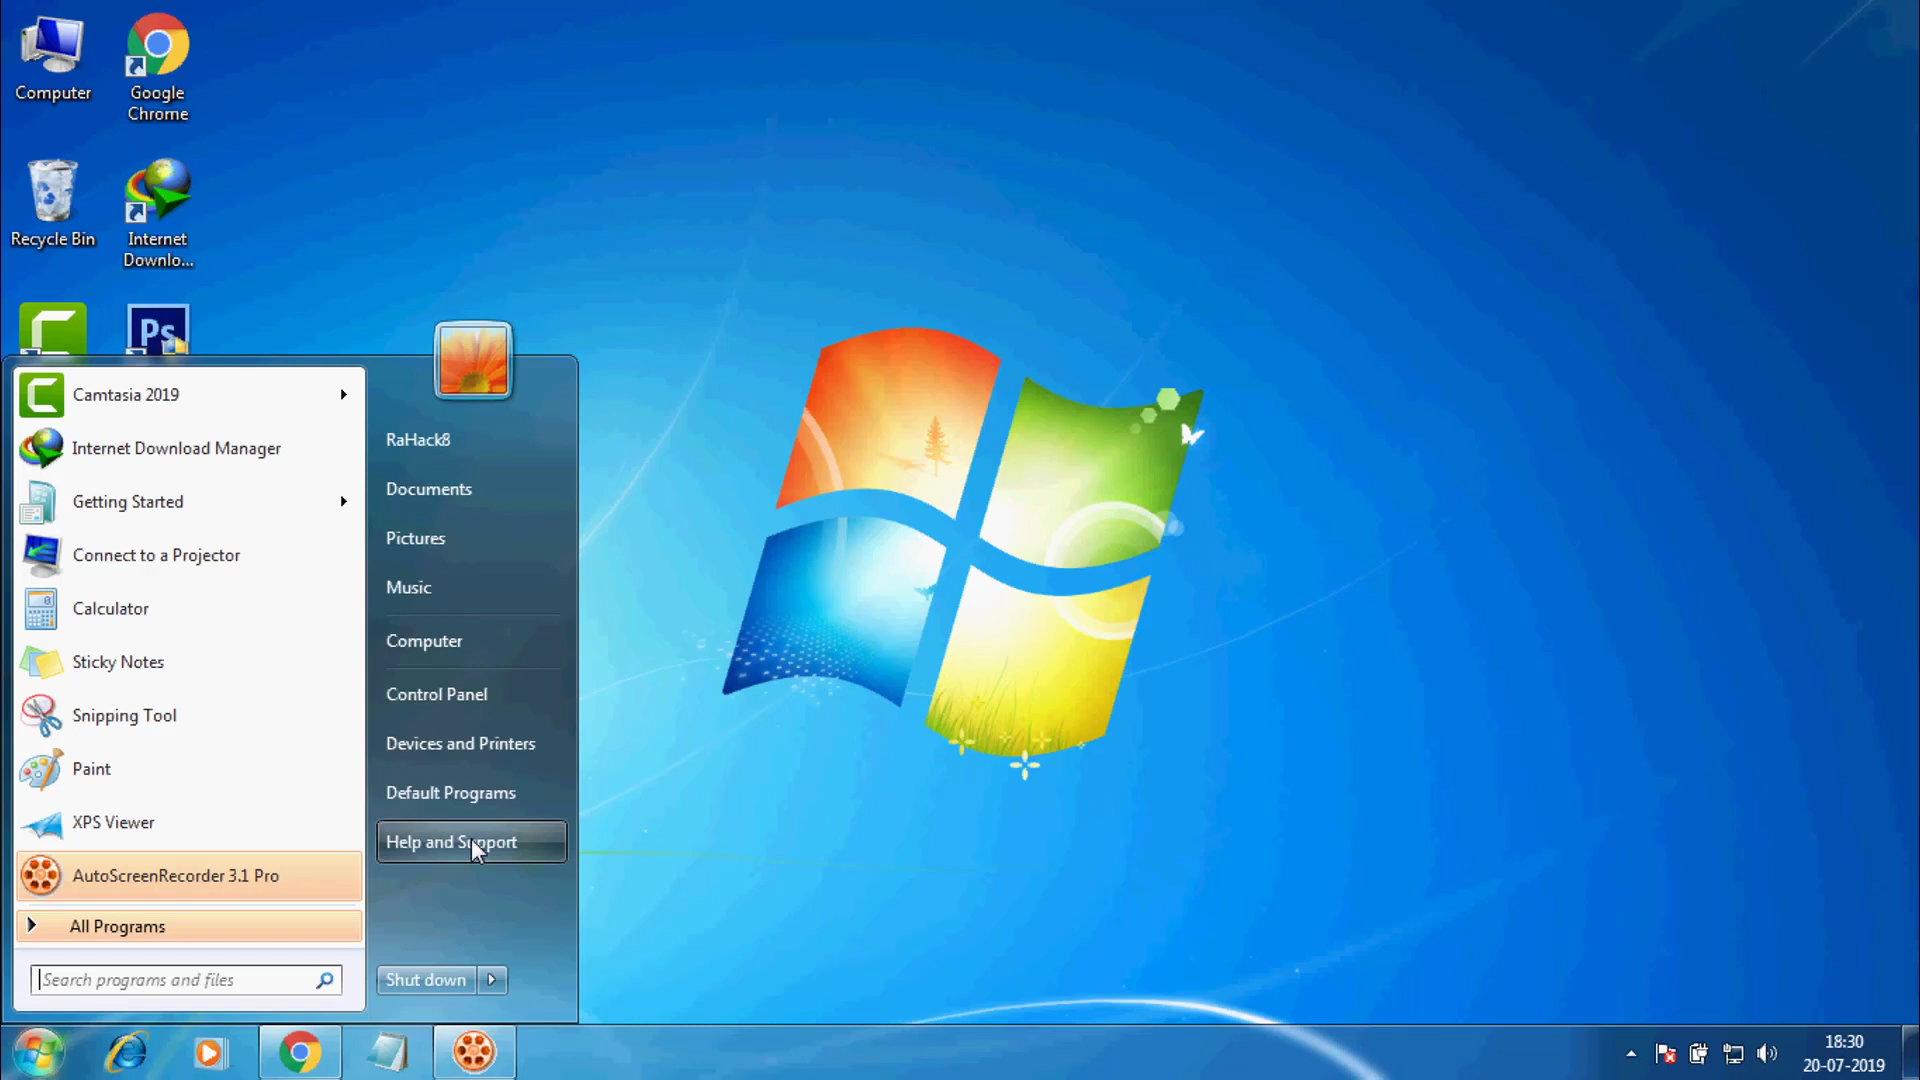 Computer
Google
Chrome
Recycle Bin
Internet
Downlo...
Ps
Camtasia 2019
Internet Download Manager
Getting Started
Connect to a Projector
Calculator
Sticky Notes
Snipping Tool
Paint
XPS Viewer
AutoScreenRecorder 3.1 Pro
All Programs
Search programs and files
RaHack8
Documents
Pictures
Music
Computer
Control Panel
Devices and Printers
Default Programs
Help and Support
Shut down
18:30
20-07-2019